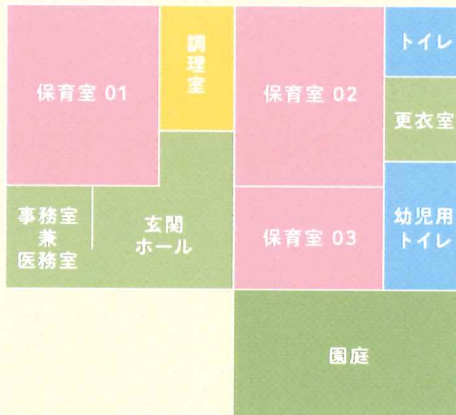 保育室 01
調
理
室
保育室 02
トイレ
更衣室
事務室
兼
医務室
玄関
ホール
保育室 03
幼児用
トイレ
園庭